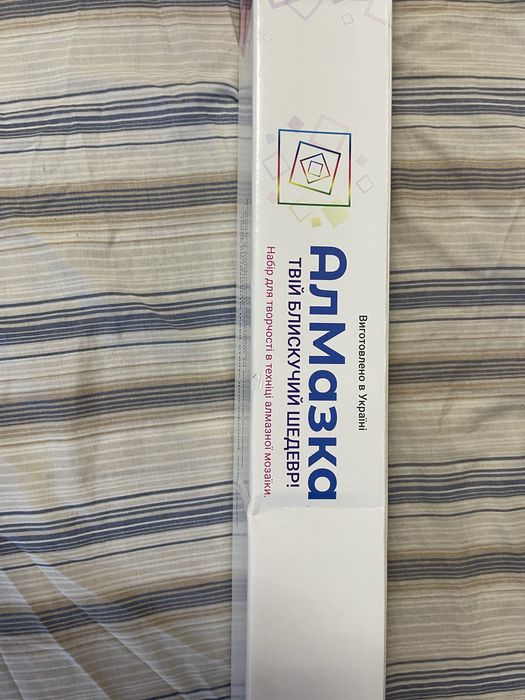 Виготовлено в Україні
АлМазка
ТВІЙ БЛИСКУЧИЙ ШЕДЕВР!
Набір для творчості в техніці алмазної мозаїки.